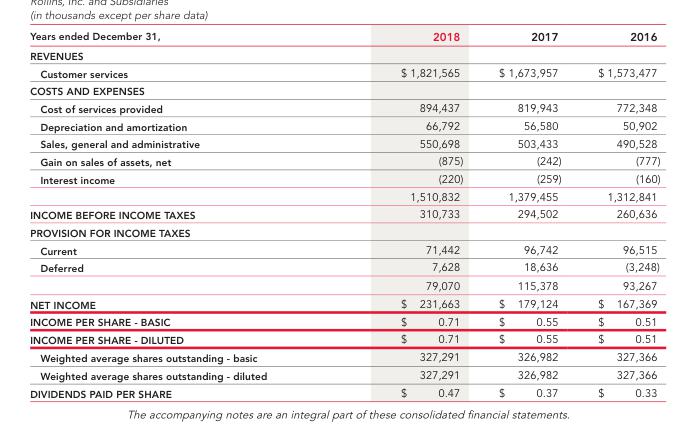 Rollins, Inc. and Subsidiaries
(in thousands except per share data)
Years ended December 31, 2018 2017 2016
REVENUES
Customer services $ 1,821,565 $ 1,673,957 $ 1,573,477
COSTS AND EXPENSES
Cost of services provided 894,437 819,943 772,348
Depreciation and amortization 66,792 56,580 50,902
Sales, general and administrative 550,698 503,433 490,528
Gain on sales of assets, net (875) (242) (777)
Interest income (220) (259) (160)
1,510,832 1,379,455 1,312,841
INCOME BEFORE INCOME TAXES 310,733 294,502 260,636
PROVISION FOR INCOME TAXES
Current 71,442 96,742 96,515
Deferred 7,628 18,636 (3,248)
79,070 115,378 93,267
NET INCOME $ 231,663 $ 179,124 $ 167,369
INCOME PER SHARE - BASIC $ 0.71 $ 0.55 $ 0.51
INCOME PER SHARE - DILUTED $ 0.71 $ 0.55 $ 0.51
Weighted average shares outstanding - basic 327,291 326,982 327,366
Weighted average shares outstanding - diluted 327,291 326,982 327,366
DIVIDENDS PAID PER SHARE $ 0.47 $ 0.37 $ 0.33
The accompanying notes are an integral part of these consolidated financial statements.